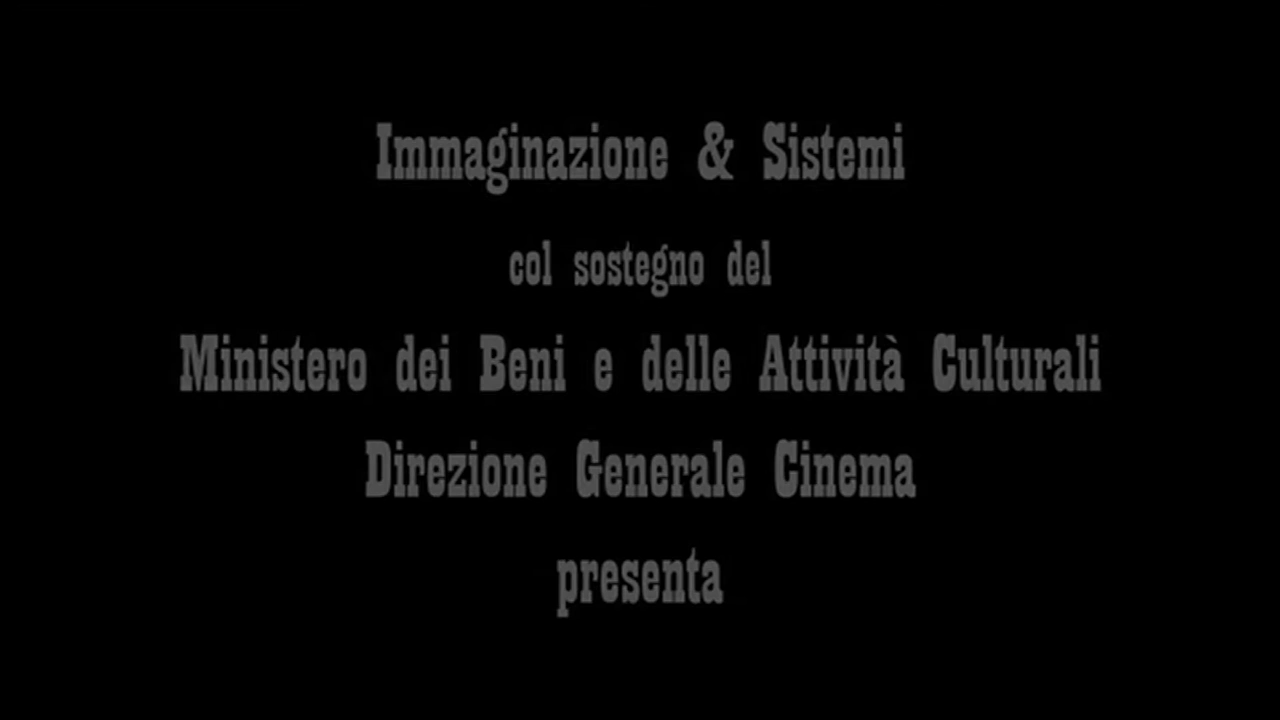 Immaginazione & Sistemi
col sostegno del
Ministero dei Beni e delle Attività Culturali
Direzione Generale Cinema
presenta